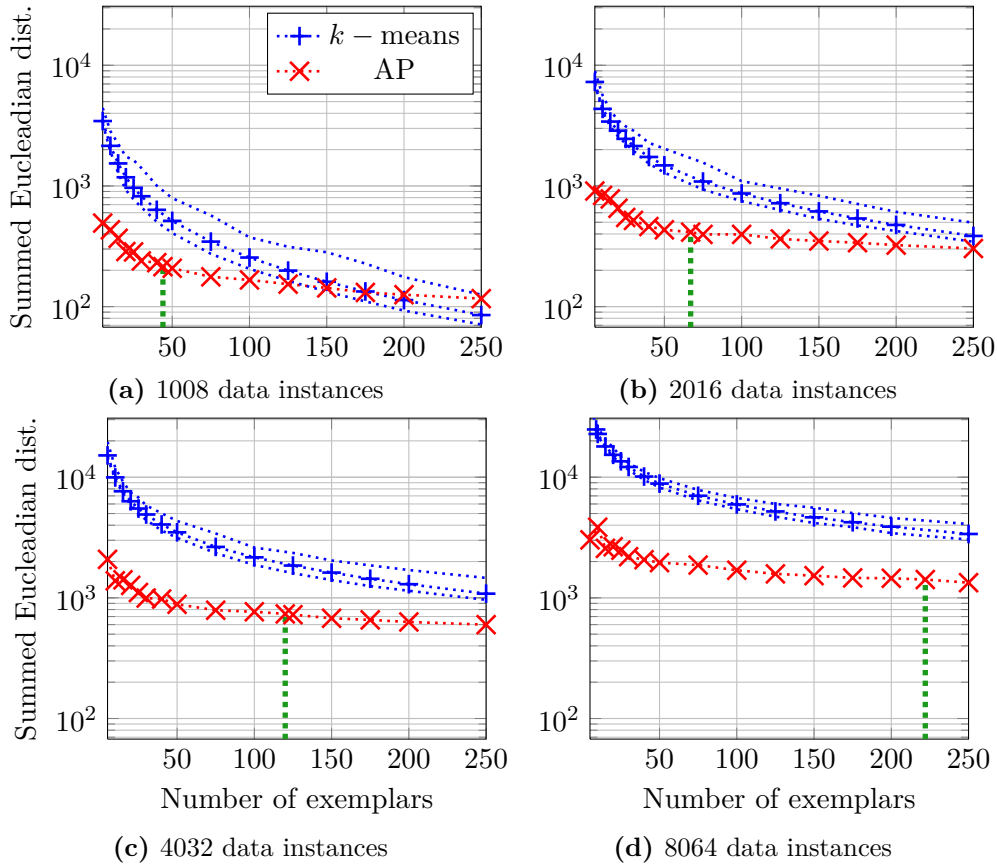 k − means
AP
Summed Eucleadian dist.
10^4
10^3
10^2
50 100 150 200 250
(a) 1008 data instances
10^4
10^3
10^2
50 100 150 200 250
(b) 2016 data instances
Summed Eucleadian dist.
10^4
10^3
10^2
50 100 150 200 250
Number of exemplars
(c) 4032 data instances
10^4
10^3
10^2
50 100 150 200 250
Number of exemplars
(d) 8064 data instances